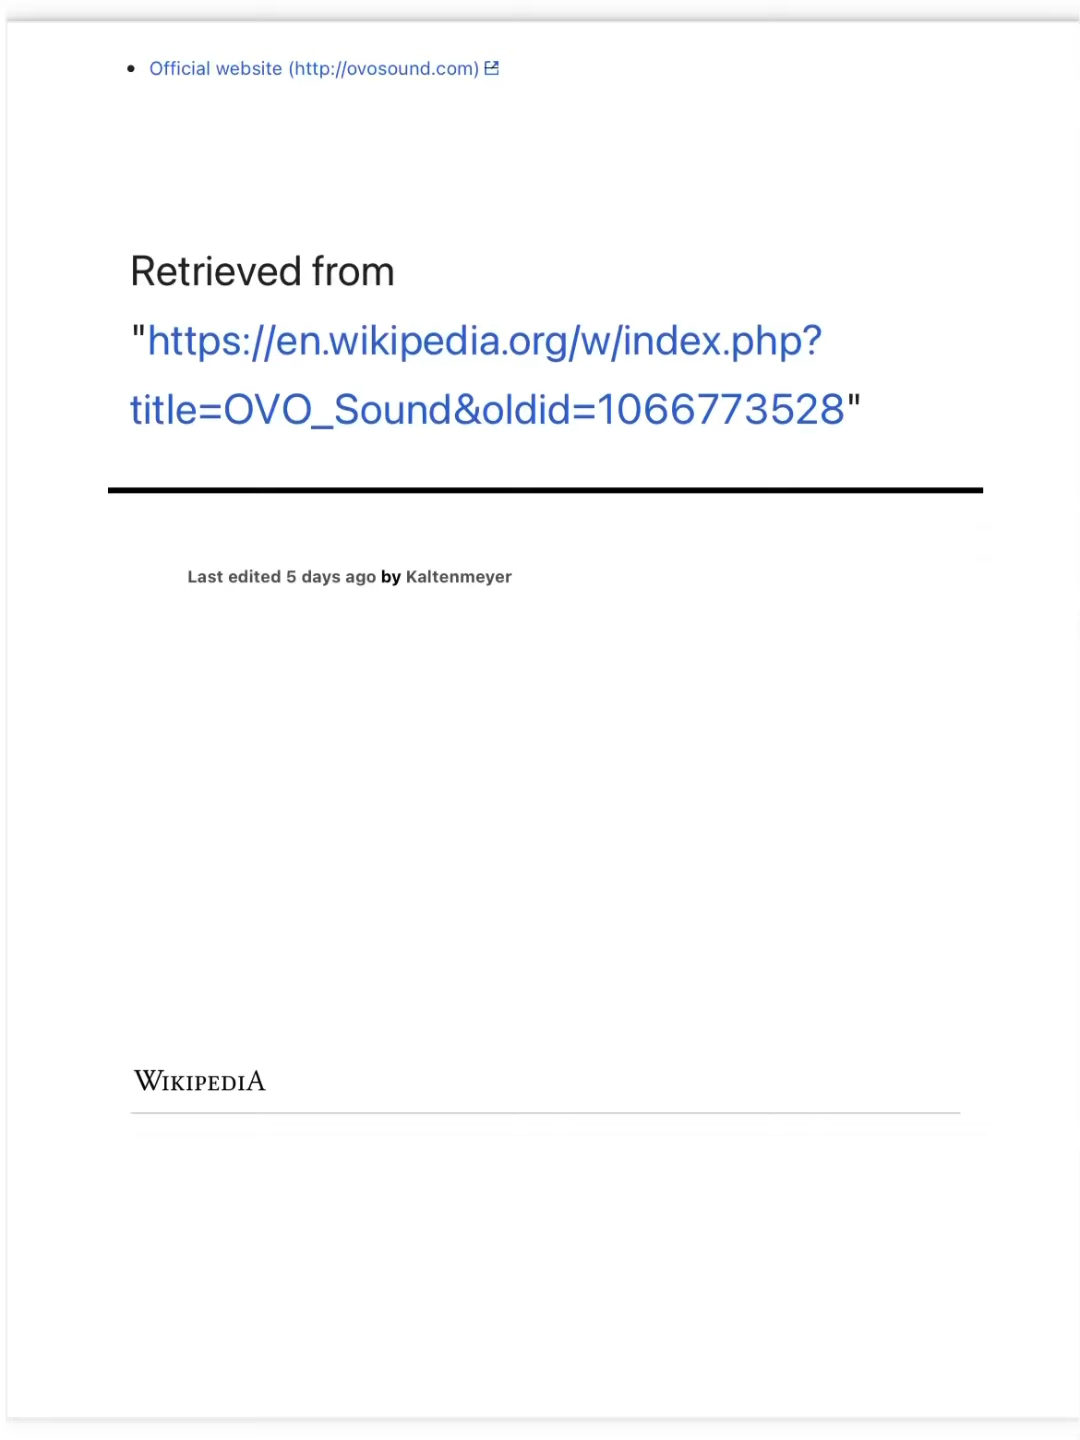 • Official website (http://ovosound.com)
Retrieved from
"https://en.wikipedia.org/w/index.php?
title=OVO_Sound&oldid=1066773528"
Last edited 5 days ago by Kaltenmeyer
WIKIPEDIA